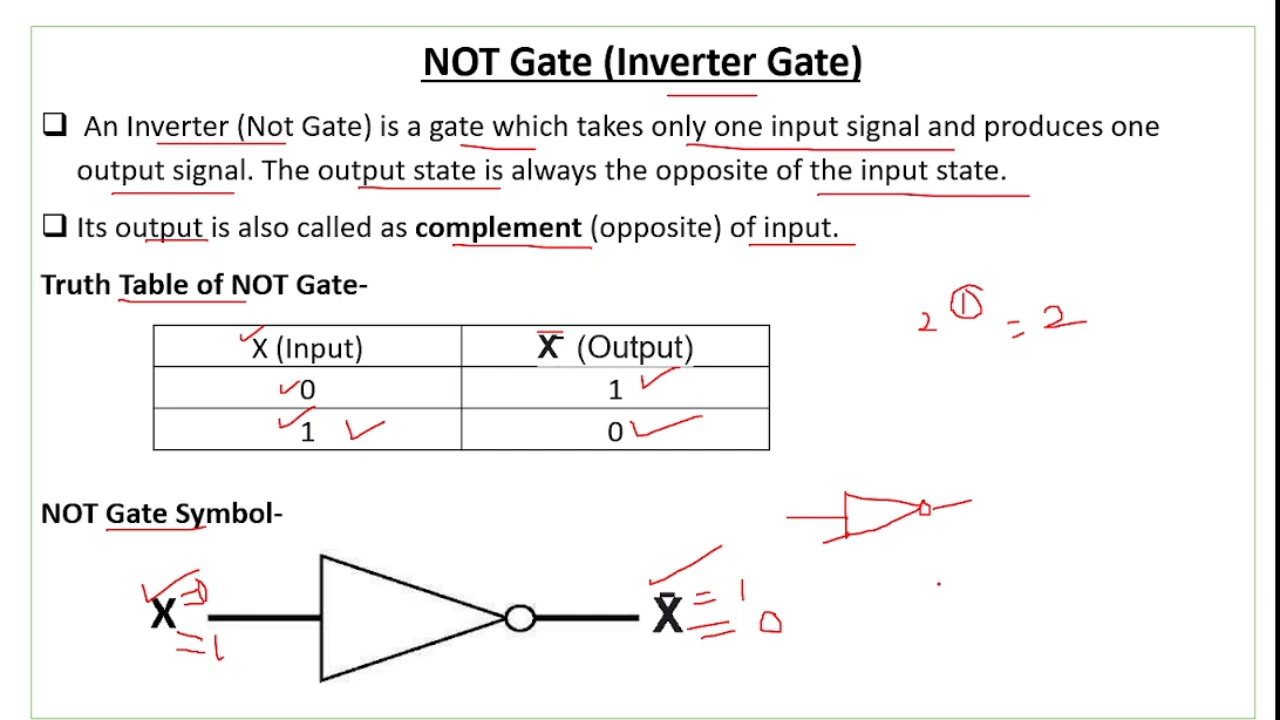 NOT Gate (Inverter Gate)
❑ An Inverter (Not Gate) is a gate which takes only one input signal and produces one
output signal. The output state is always the opposite of the input state.
❑ Its output is also called as complement (opposite) of input.
Truth Table of NOT Gate-
2^① = 2
X (Input) X̅ (Output)
0 1
1 0
NOT Gate Symbol-
X = 0 X̅ = 1
= 1 = 0